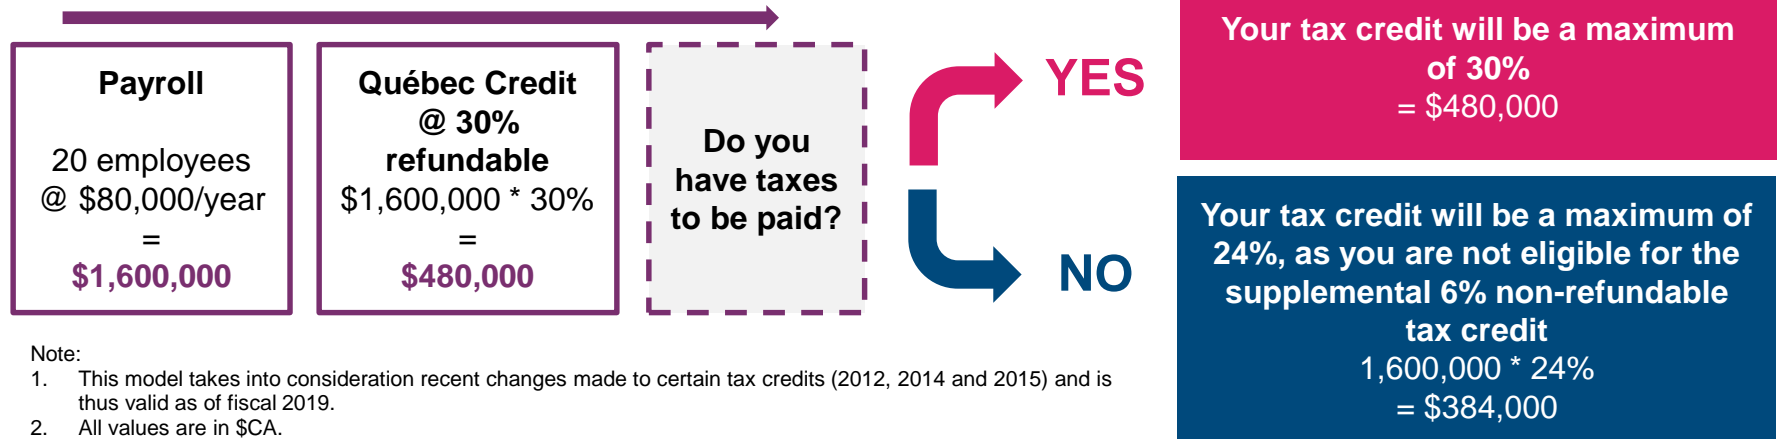 Payroll
20 employees
@ $80,000/year
=
$1,600,000
Québec Credit
@ 30%
refundable
$1,600,000 * 30%
=
$480,000
Do you
have taxes
to be paid?
YES
NO
Your tax credit will be a maximum
of 30%
= $480,000
Your tax credit will be a maximum of
24%, as you are not eligible for the
supplemental 6% non-refundable
tax credit
1,600,000 * 24%
= $384,000
Note:
1. This model takes into consideration recent changes made to certain tax credits (2012, 2014 and 2015) and is
thus valid as of fiscal 2019.
2. All values are in $CA.